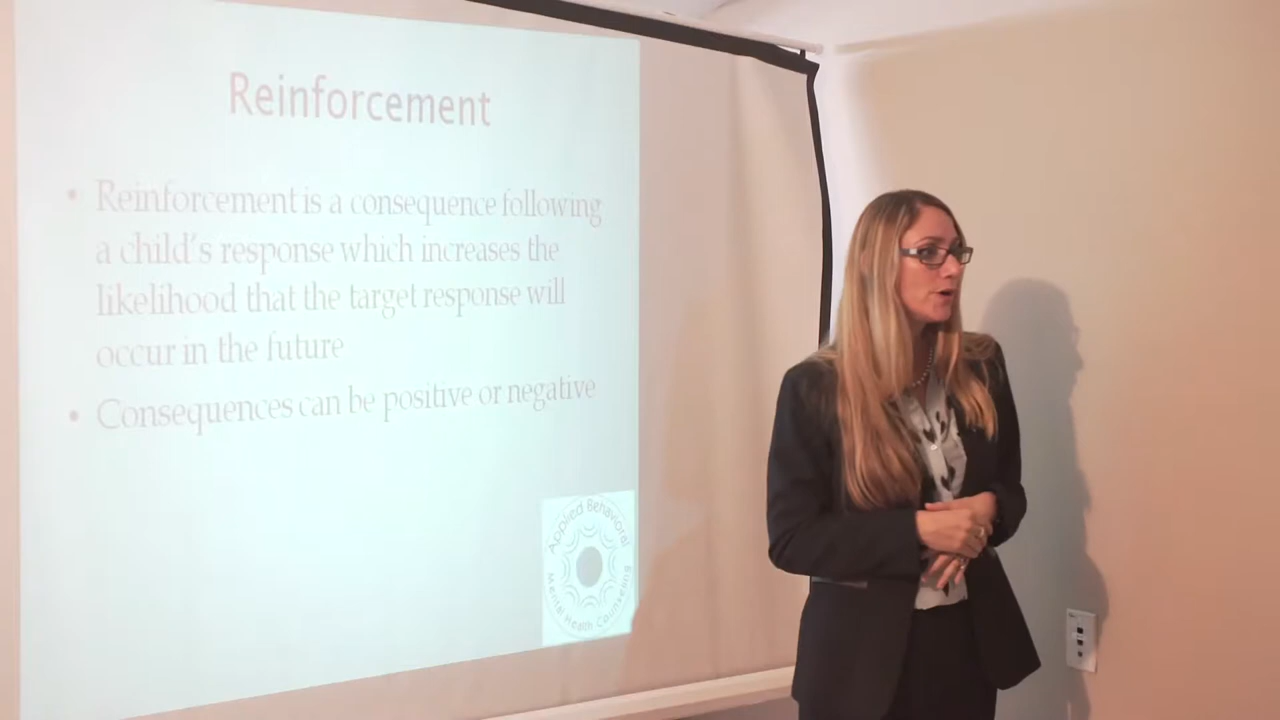 Reinforcement
• Reinforcement is a consequence following
a child's response which increases the
likelihood that the target response will
occur in the future
• Consequences can be positive or negative
Applied Behavioral
Mental Health Counseling